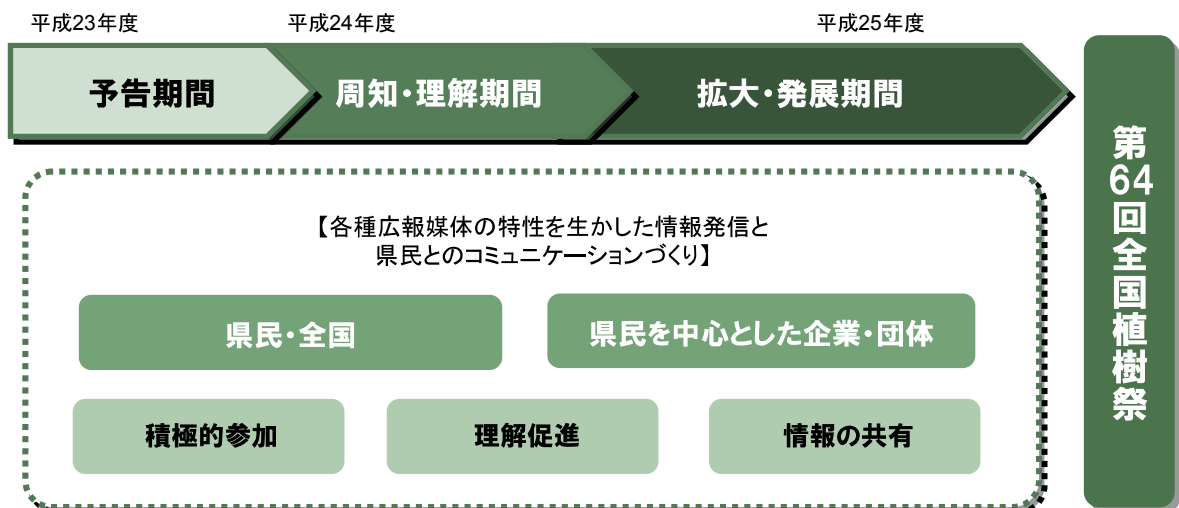 平成23年度
平成24年度
平成25年度
予告期間
周知・理解期間
拡大・発展期間
【各種広報媒体の特性を生かした情報発信と
県民とのコミュニケーションづくり】
県民・全国
県民を中心とした企業・団体
積極的参加
理解促進
情報の共有
第64回全国植樹祭